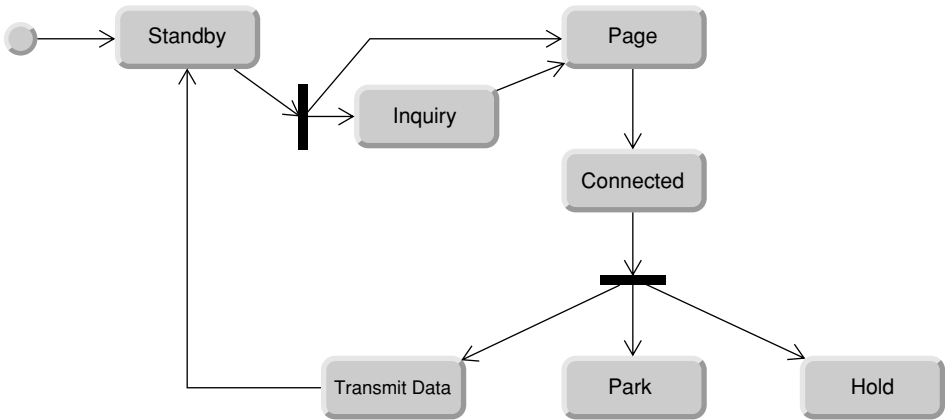 Standby
Page
Inquiry
Connected
Transmit Data
Park
Hold